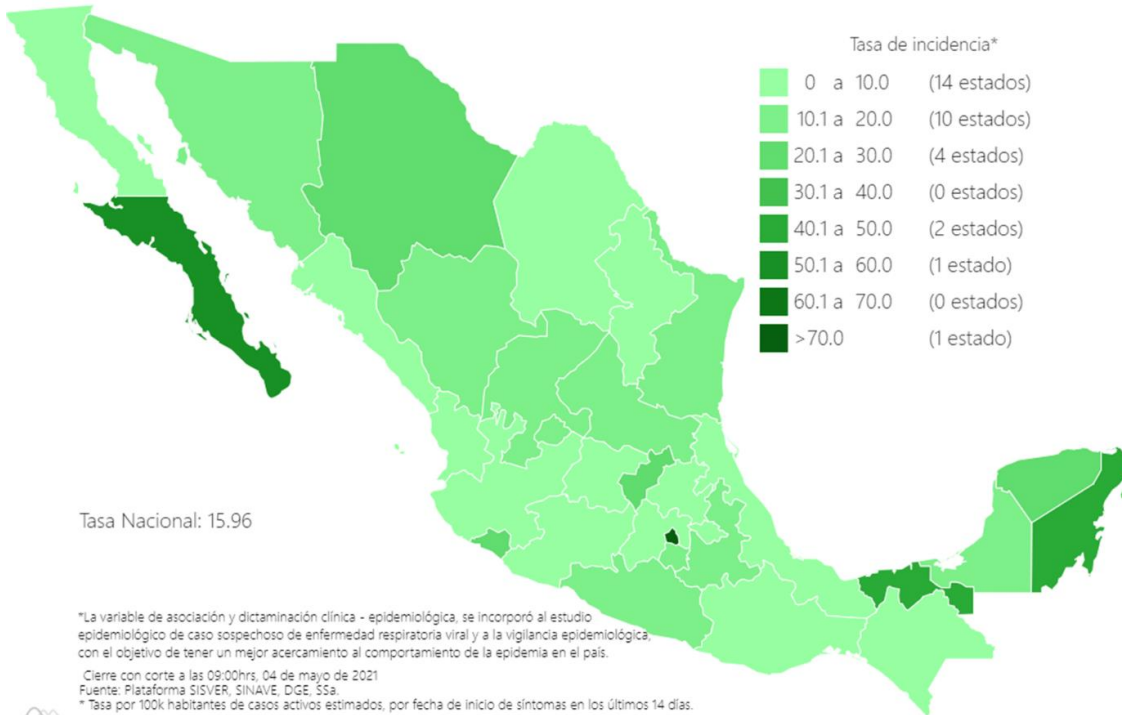 Tasa de incidencia*
0 a 10.0 (14 estados)
10.1 a 20.0 (10 estados)
20.1 a 30.0 (4 estados)
30.1 a 40.0 (0 estados)
40.1 a 50.0 (2 estados)
50.1 a 60.0 (1 estado)
60.1 a 70.0 (0 estados)
>70.0 (1 estado)
Tasa Nacional: 15.96
*La variable de asociación y dictaminación clínica - epidemiológica, se incorporó al estudio
epidemiológico de caso sospechoso de enfermedad respiratoria viral y a la vigilancia epidemiológica,
con el objetivo de tener un mejor acercamiento al comportamiento de la epidemia en el país.
Cierre con corte a las 09:00hrs, 04 de mayo de 2021
Fuente: Plataforma SISVER, SINAVE, DGE, SSa.
* Tasa por 100k habitantes de casos activos estimados, por fecha de inicio de síntomas en los últimos 14 días.